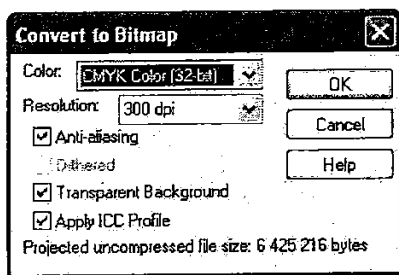 Convert to Bitmap
Color: CMYK Color (32-bit)
OK
Resolution: 300 dpi
Cancel
Anti-aliasing
Help
Dithered
Transparent Background
Apply ICC Profile
Projected uncompressed file size: 6 425 216 bytes